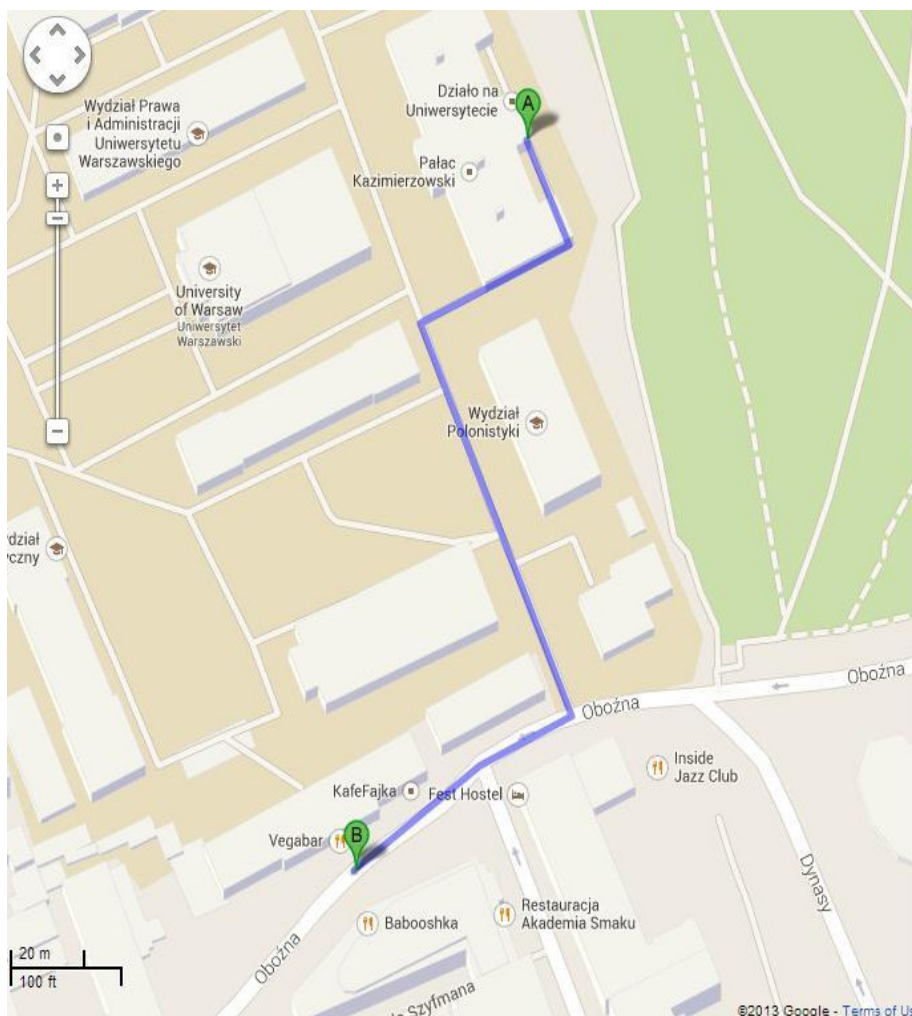 Wydział Prawa
i Administracji
Uniwersytetu
Warszawskiego
Działo na
Uniwersytecie
A
Pałac
Kazimierzowski
University
of Warsaw
Uniwersytet
Warszawski
Wydział
Polonistyki
dział
czny
Oboźna
Oboźna
Inside
Jazz Club
KafeFajka
Fest Hostel
Vegabar
B
Dynasy
Babooshka
Restauracja
Akademia Smaku
Oboźna
Szyfmana
20 m
100 ft
©2013 Google - Terms of Us